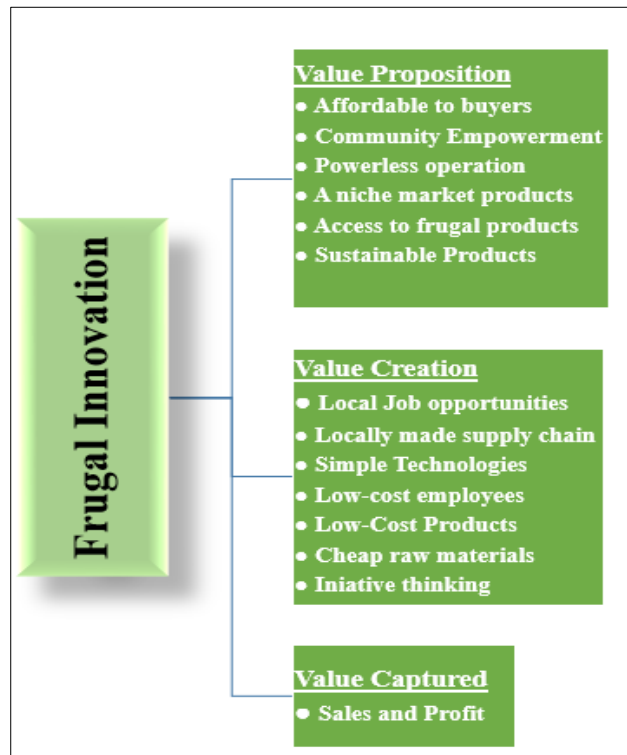 Frugal Innovation
Value Proposition
● Affordable to buyers
● Community Empowerment
● Powerless operation
● A niche market products
● Access to frugal products
● Sustainable Products
Value Creation
● Local Job opportunities
● Locally made supply chain
● Simple Technologies
● Low-cost employees
● Low-Cost Products
● Cheap raw materials
● Iniative thinking
Value Captured
● Sales and Profit